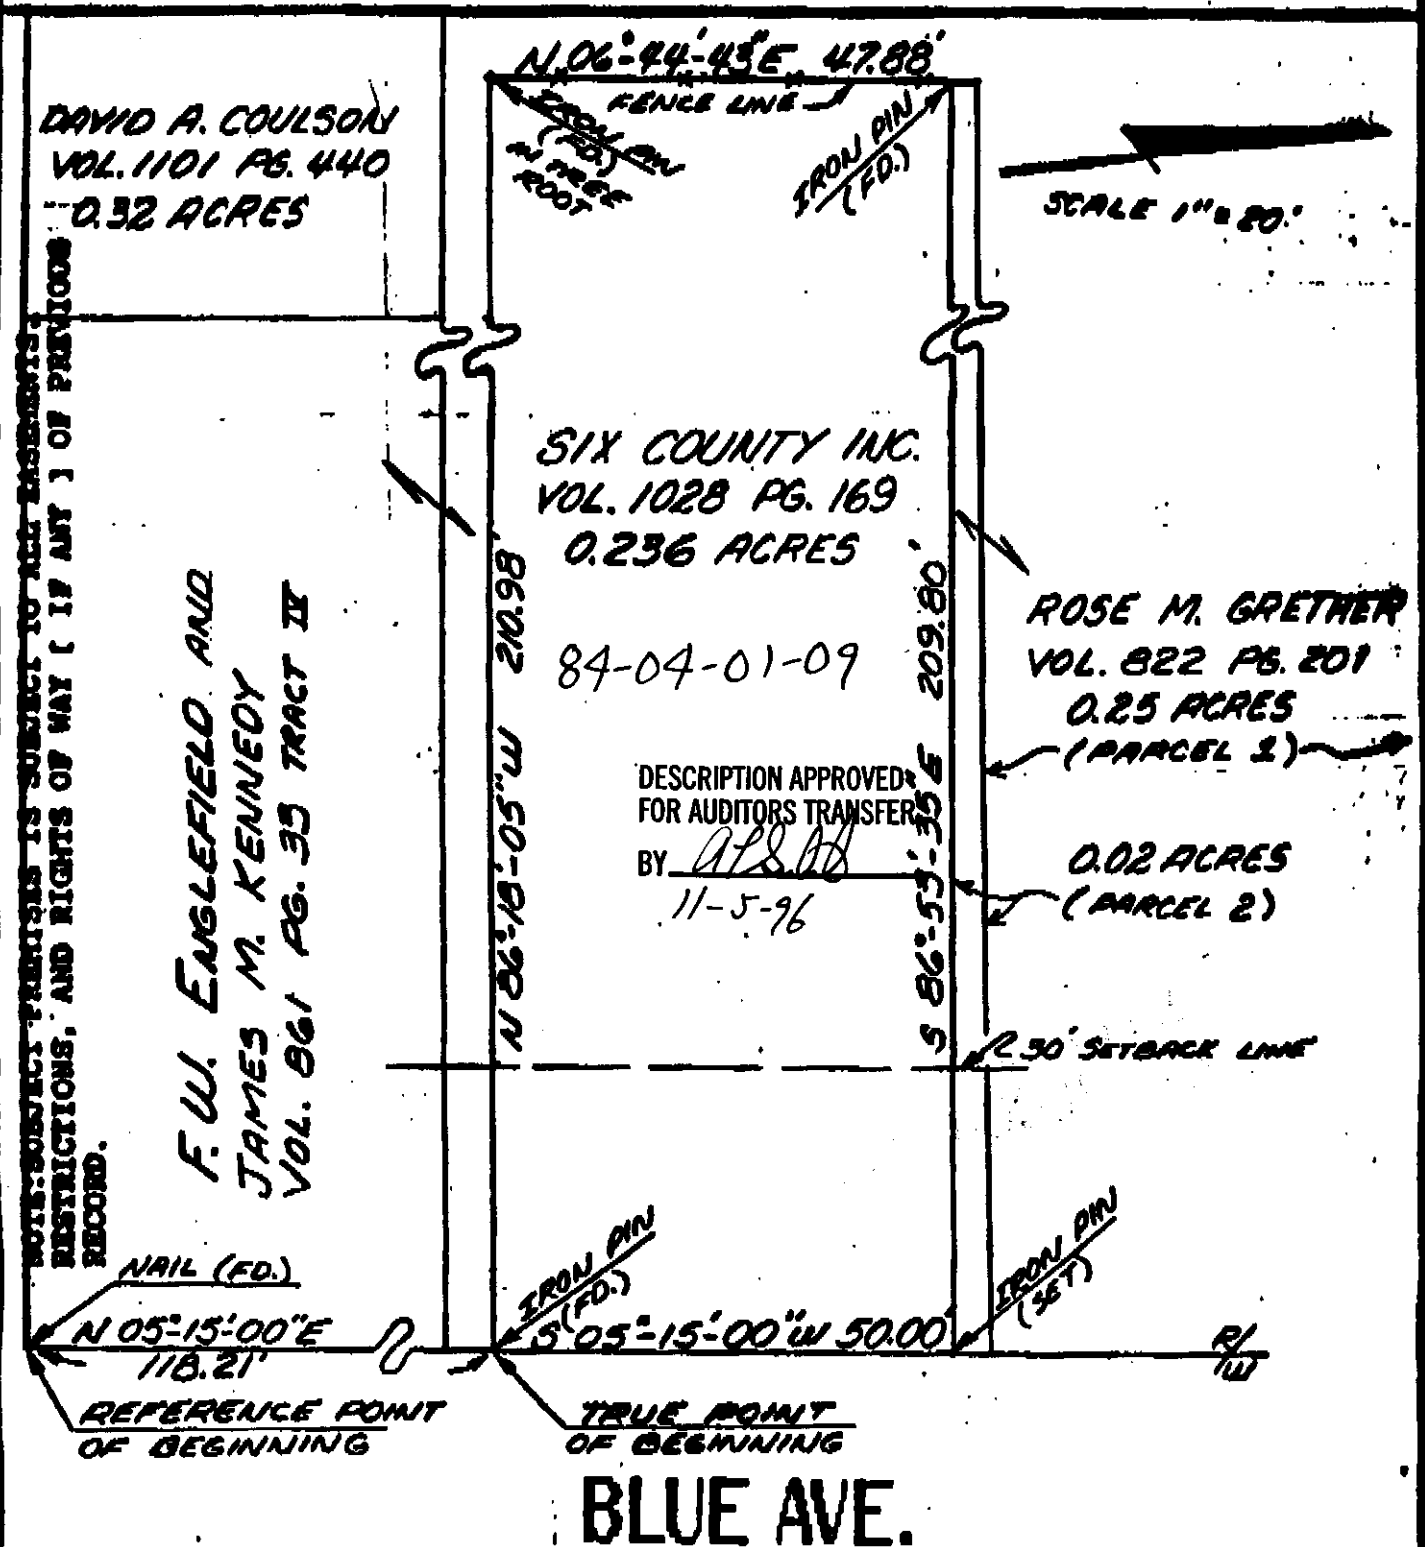 N. 06°-44'-43"E 47.88'
FENCE LINE
IRON PIN
(FD.)
IN TREE
ROOT
IRON PIN
(FD.)
DAVID A. COULSON
VOL. 1101 PG. 440
0.32 ACRES
SCALE 1" = 20'
NOTE: SUBJECT PREMISES IS SUBJECT TO ALL EASEMENTS,
RESTRICTIONS, AND RIGHTS OF WAY [ IF ANY ] OF PREVIOUS
RECORD.
F. W. ENGLEFIELD AND
JAMES M. KENNEDY
VOL. 861 PG. 33 TRACT IV
N 86°-18'-05"W 210.98'
SIX COUNTY INC.
VOL. 1028 PG. 169
0.236 ACRES
84-04-01-09
DESCRIPTION APPROVED
FOR AUDITORS TRANSFER
BY
11-5-96
S 86°-53'-35"E 209.80'
ROSE M. GRETHER
VOL. 822 PG. 201
0.25 ACRES
(PARCEL 1)
0.02 ACRES
(PARCEL 2)
30' SETBACK LINE
NAIL (FD.)
N 05°-15'-00"E
118.21'
IRON PIN
(FD.)
S 05°-15'-00"W 50.00'
IRON PIN
(SET)
R/W
REFERENCE POINT
OF BEGINNING
TRUE POINT
OF BEGINNING
BLUE AVE.